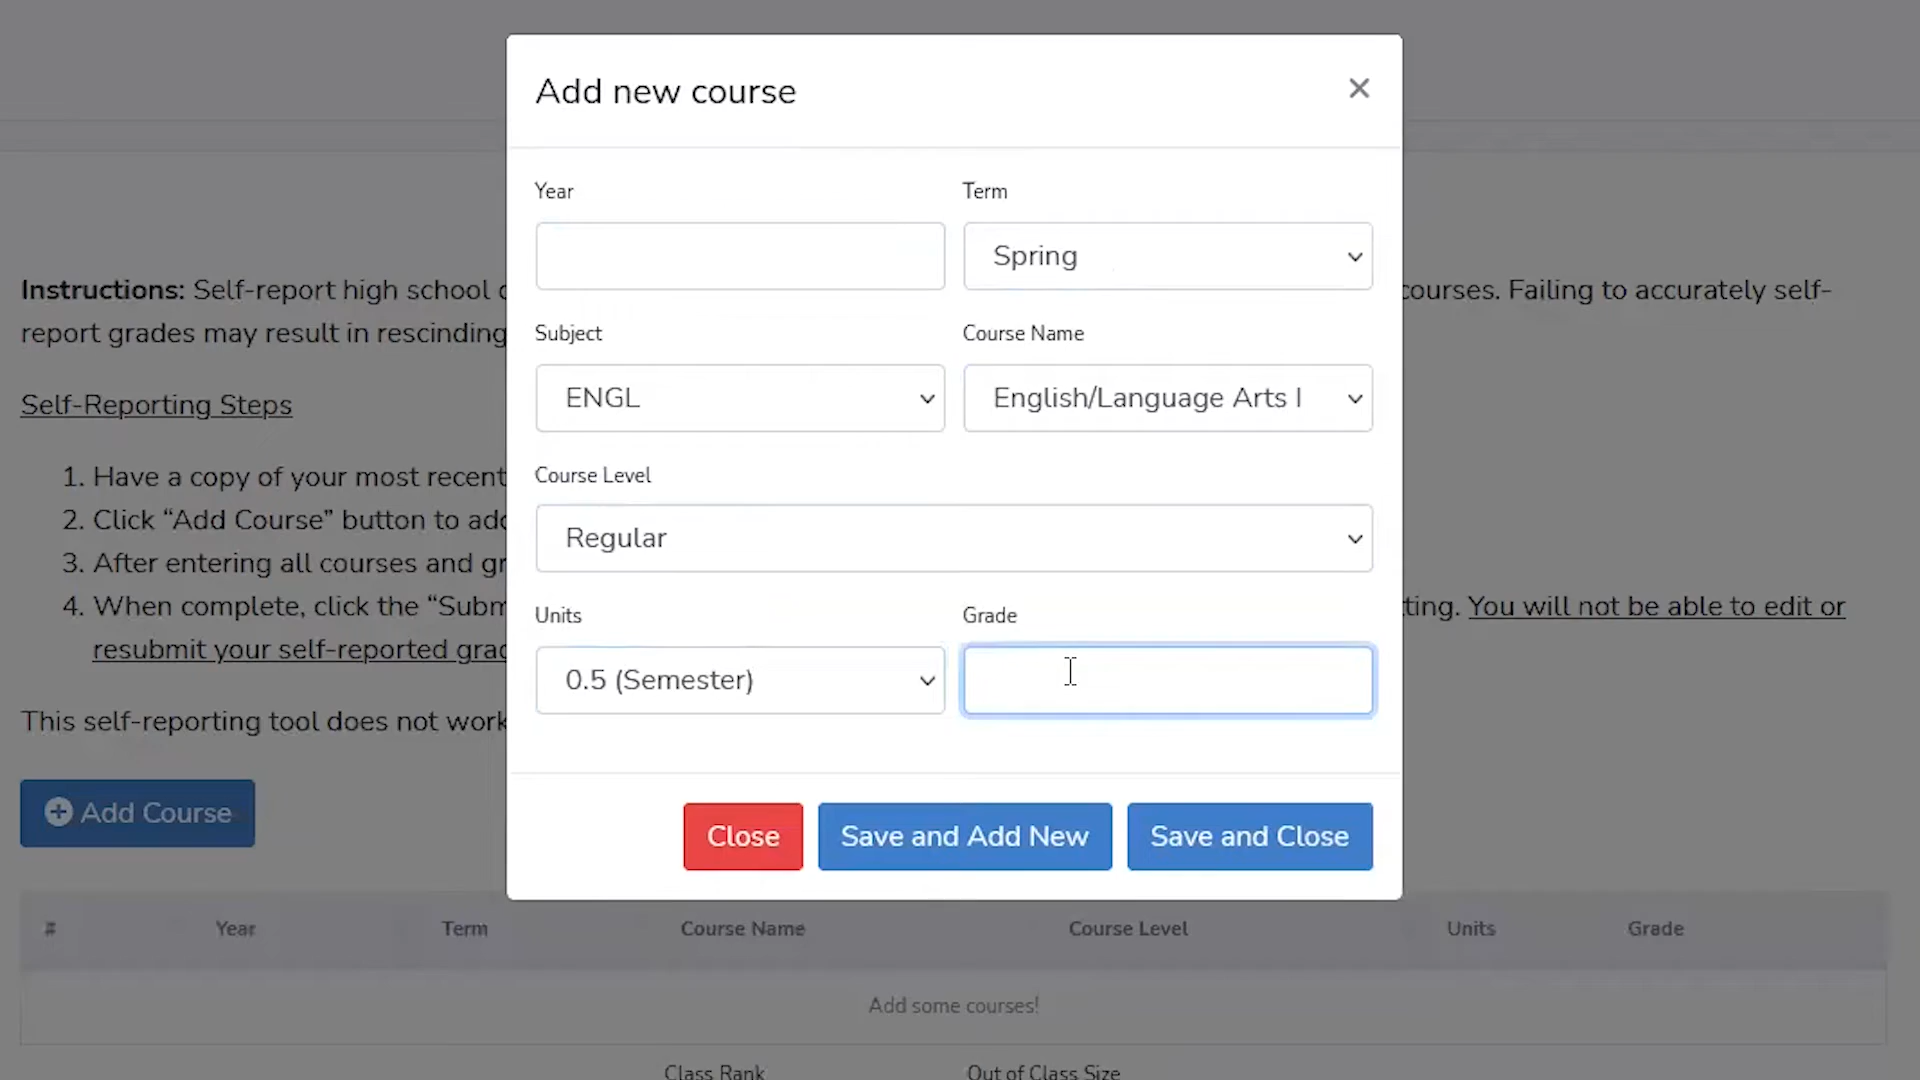 Add new course
Year Term
Spring
Instructions: Self-report high school courses. Failing to accurately self-
report grades may result in rescinding
Subject Course Name
ENGL English/Language Arts I
Self-Reporting Steps
Course Level
1. Have a copy of your most recent
2. Click “Add Course” button to
Regular
3. After entering all courses and
4. When complete, click the You will not be able to edit or
resubmit your self-reported
Units Grade
0.5 (Semester)
This self-reporting tool does not work
Add Course
Close Save and Add New Save and Close
# Year Term Course Name Course Level Units Grade
Add some courses!
Class Rank Out of Class Size